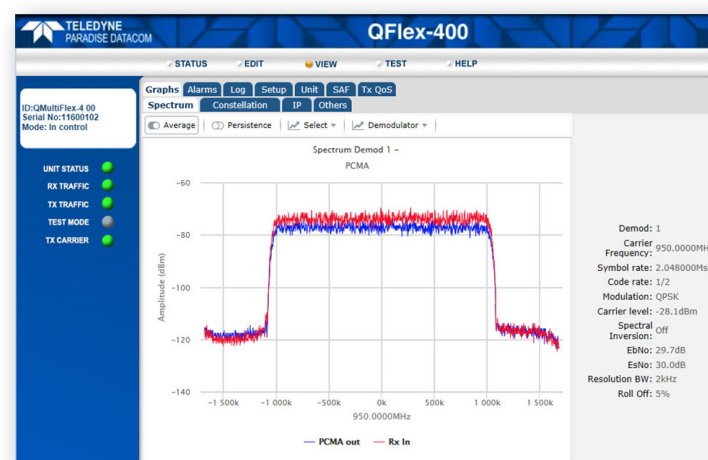 TELEDYNE
PARADISE DATACOM
QFlex-400
STATUS EDIT VIEW TEST HELP
ID:QMultiFlex-4 00
Serial No:11600102
Mode: In control
UNIT STATUS
RX TRAFFIC
TX TRAFFIC
TEST MODE
TX CARRIER
Graphs Alarms Log Setup Unit SAF Tx QoS
Spectrum Constellation IP Others
Average Persistence Select Demodulator
Spectrum Demod 1 –
PCMA
Amplitude (dBm)
−60
−80
−100
−120
−140
−1 500k −1 000k −500k 0k 500k 1 000k 1 500k
950.0000MHz
PCMA out Rx In
Demod: 1
Carrier
Frequency: 950.0000MH
Symbol rate: 2.048000Ms
Code rate: 1/2
Modulation: QPSK
Carrier level: -28.1dBm
Spectral
Inversion: Off
EbNo: 29.7dB
EsNo: 30.0dB
Resolution BW: 2kHz
Roll Off: 5%